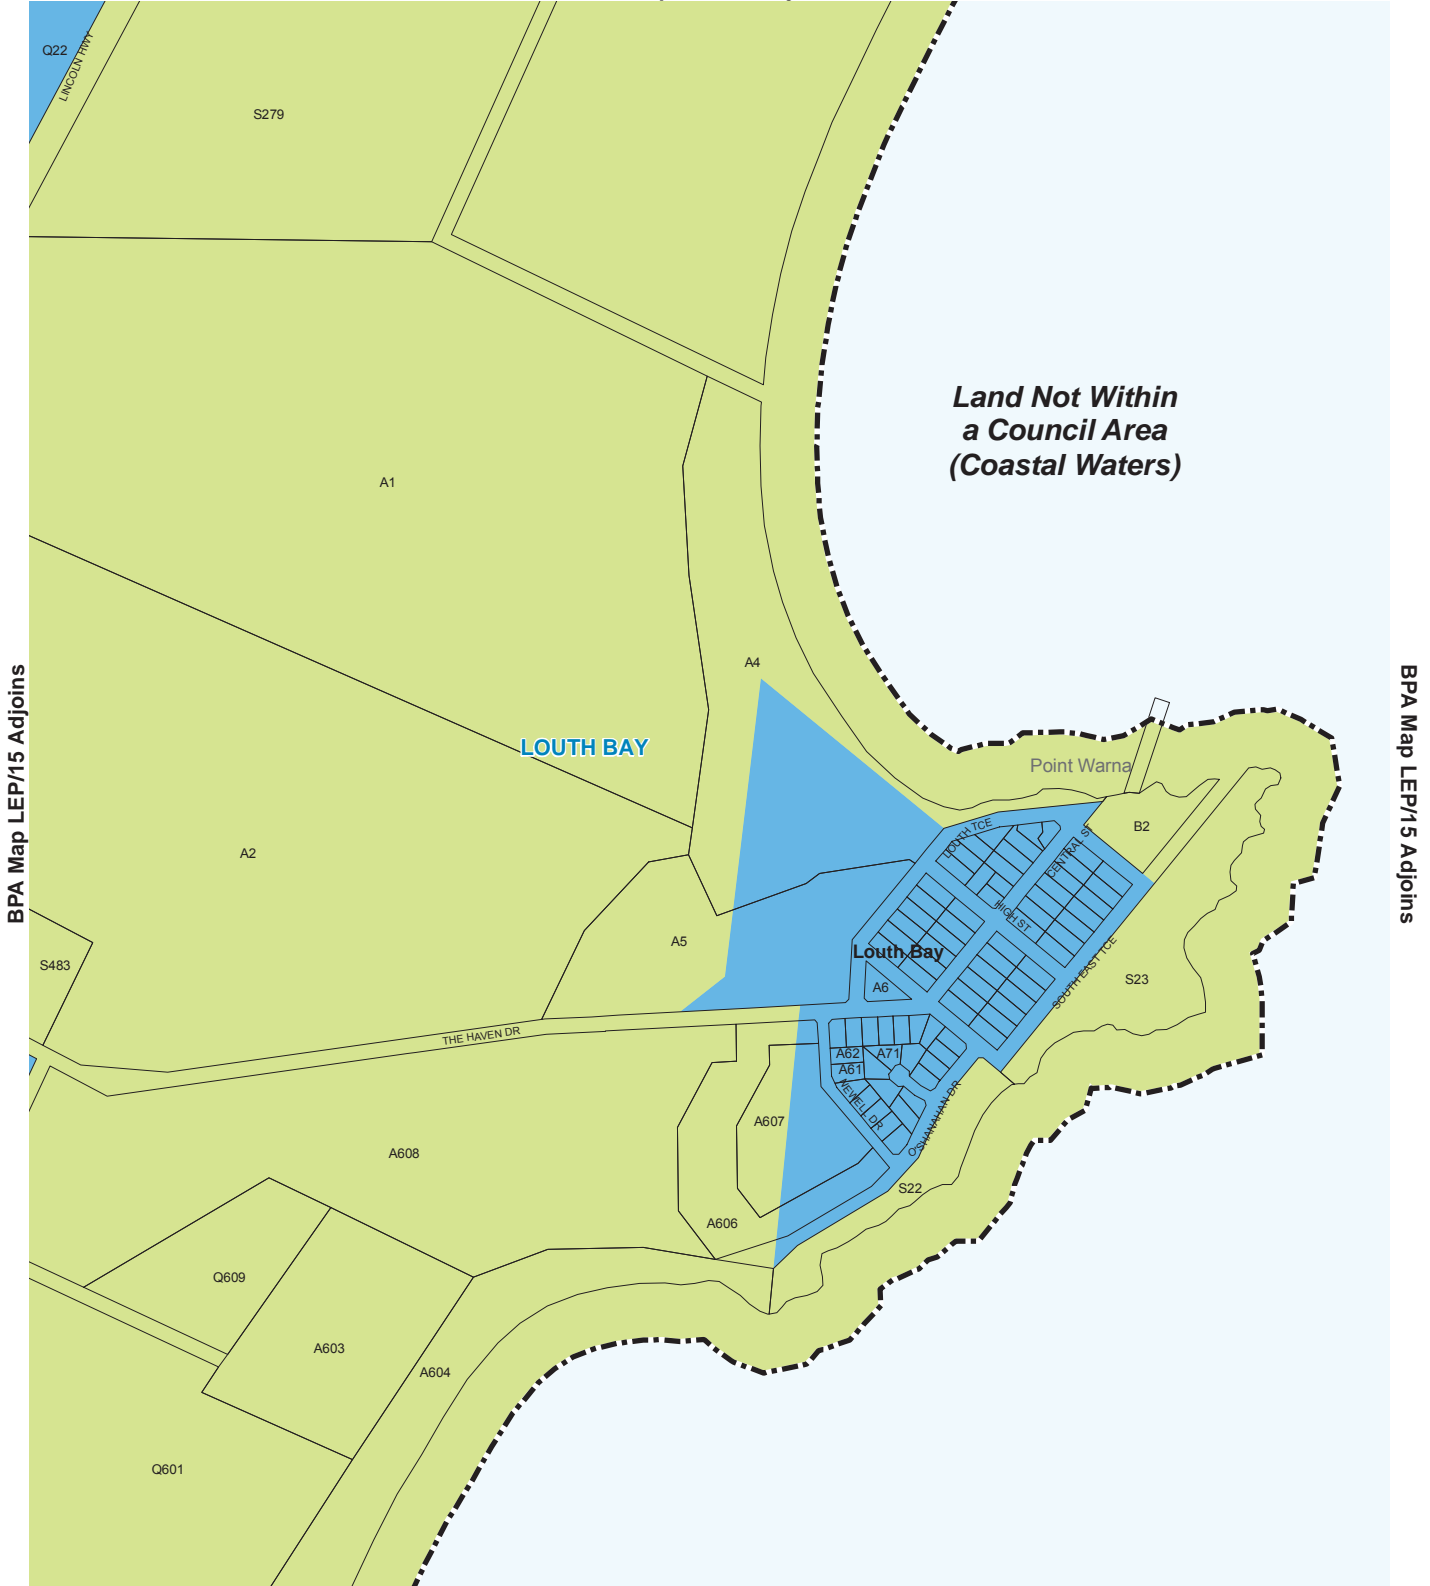 Q22
LINCOLN HWY
S279
Land Not Within
a Council Area
(Coastal Waters)
A1
A4
BPA Map LEP/15 Adjoins
BPA Map LEP/15 Adjoins
LOUTH BAY
Point Warna
LOUTH TCE
CENTRAL ST
B2
A2
HIGH ST
A5
Louth Bay
S483
A6
SOUTH EAST TCE
S23
THE HAVEN DR
A62
A71
A61
NEWELL DR
A607
O'SHANAHAN DR
A608
S22
A606
Q609
A603
A604
Q601